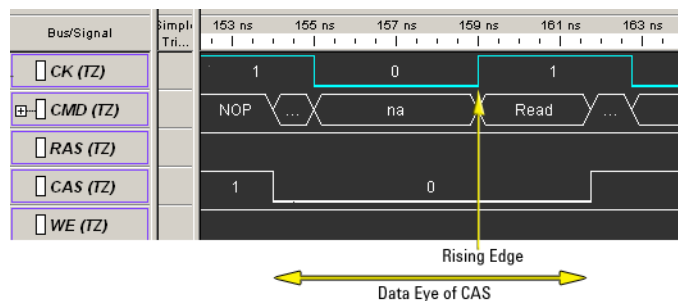 Bus/Signal
Simple
Tri...
153 ns 155 ns 157 ns 159 ns 161 ns 163 ns
CK (TZ) 1 0 1
CMD (TZ) NOP ... na Read ...
RAS (TZ)
CAS (TZ) 1 0
WE (TZ)
Rising Edge
Data Eye of CAS